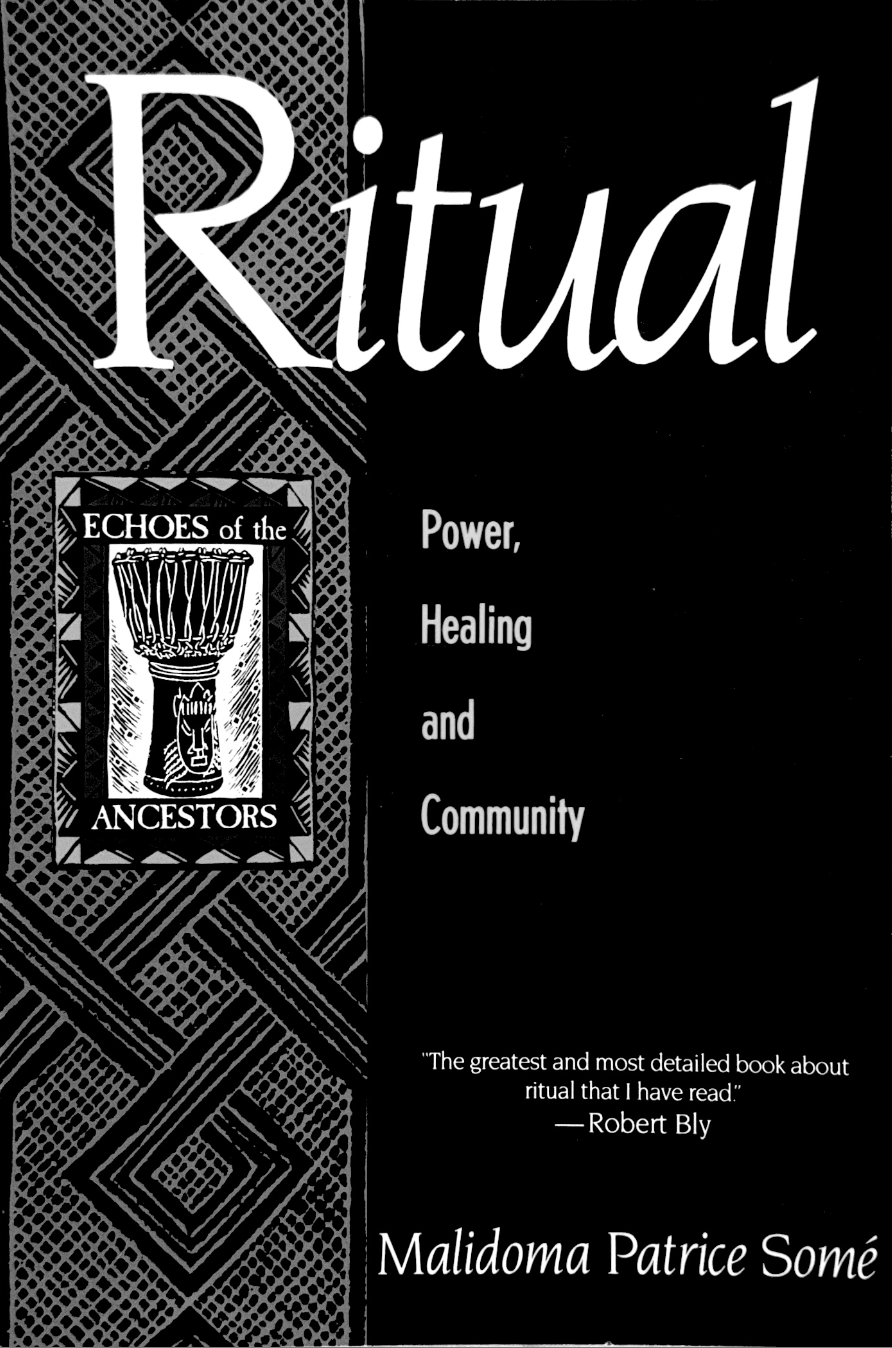 Ritual
ECHOES of the
ANCESTORS
Power,
Healing
and
Community
"The greatest and most detailed book about
ritual that I have read."
—Robert Bly
Malidoma Patrice Somé